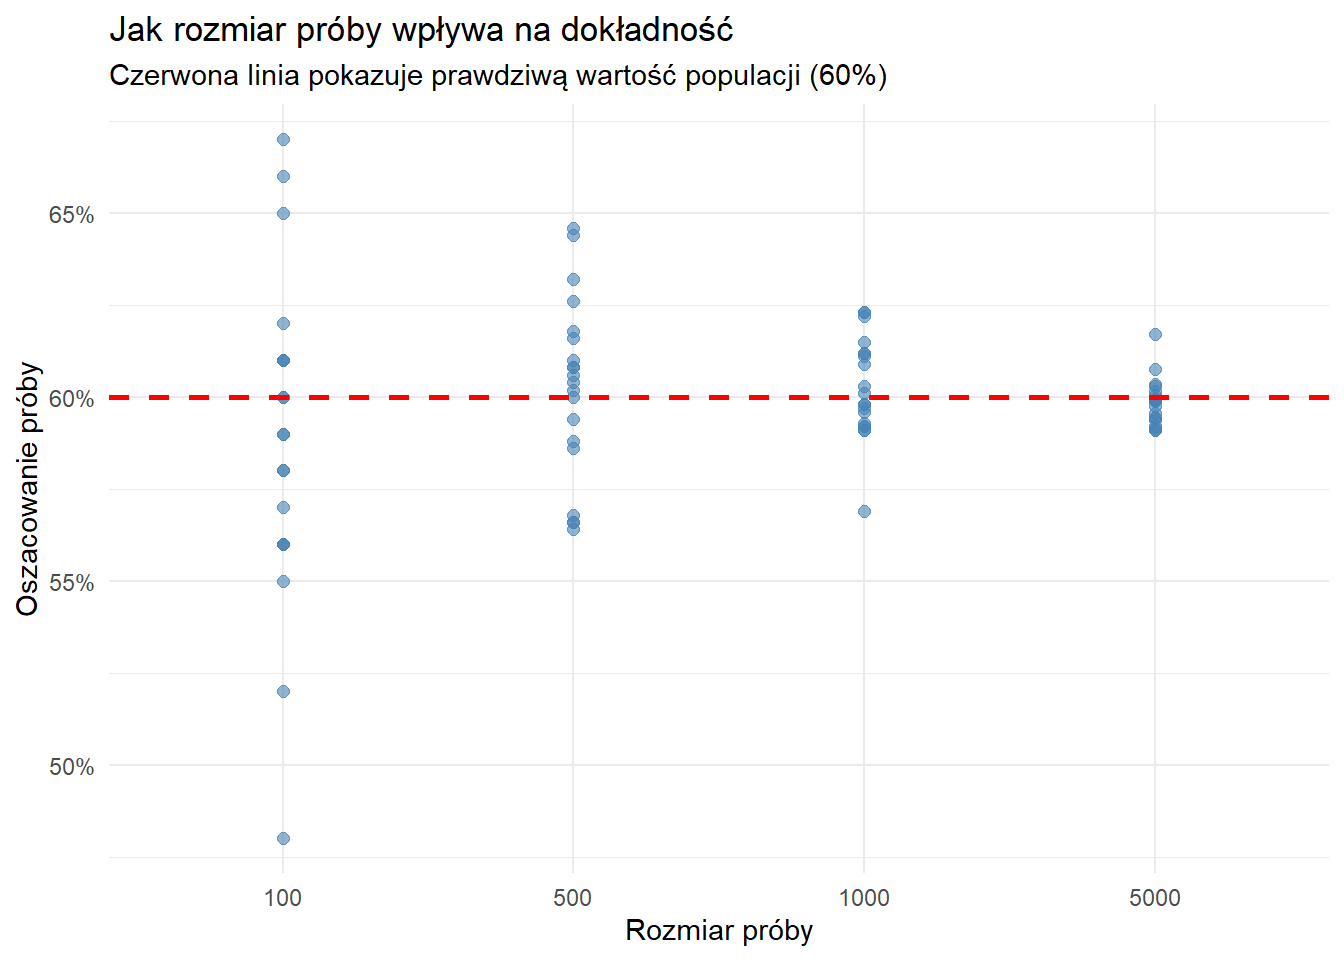 Jak rozmiar próby wpływa na dokładność
Czerwona linia pokazuje prawdziwą wartość populacji (60%)
Oszacowanie próby
65%
60%
55%
50%
100
500
1000
5000
Rozmiar próby